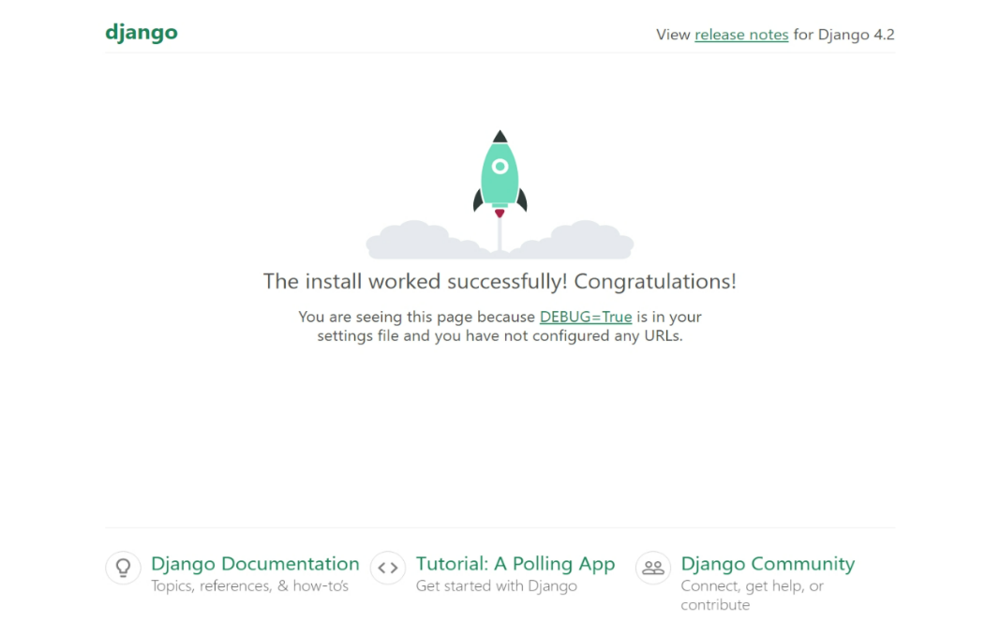 django
View release notes for Django 4.2
The install worked successfully! Congratulations!
You are seeing this page because DEBUG=True is in your
settings file and you have not configured any URLs.
Django Documentation
Topics, references, & how-to's
Tutorial: A Polling App
Get started with Django
Django Community
Connect, get help, or
contribute